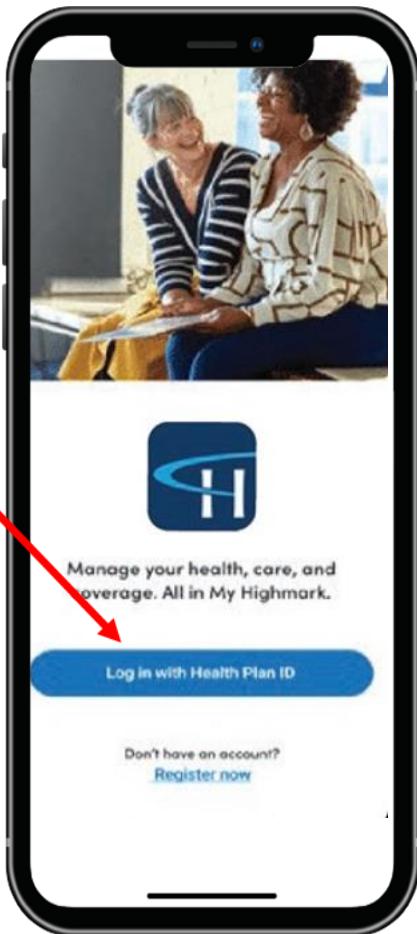 H
Manage your health, care, and
overage. All in My Highmark.
Log in with Health Plan ID
Don't have an account?
Register now